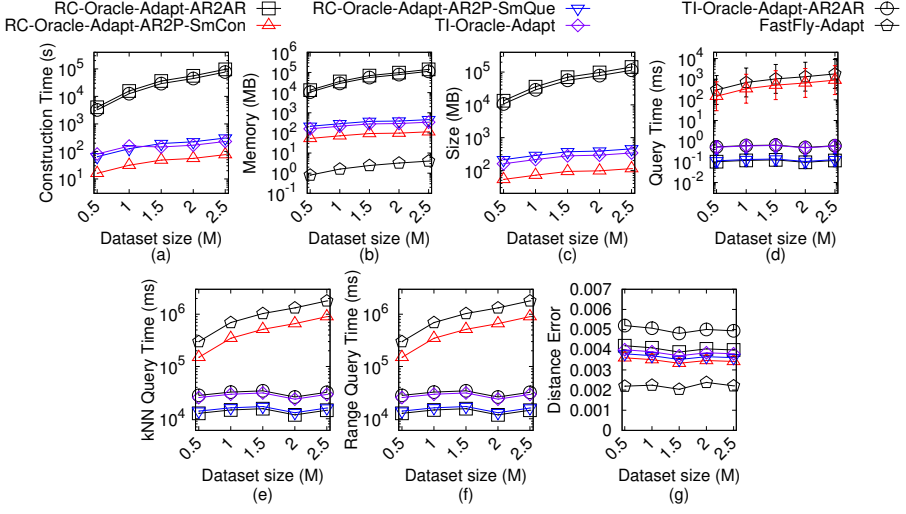 RC-Oracle-Adapt-AR2AR RC-Oracle-Adapt-AR2P-SmQue TI-Oracle-Adapt-AR2AR
RC-Oracle-Adapt-AR2P-SmCon TI-Oracle-Adapt FastFly-Adapt
Construction Time (s)
10^5
10^4
10^3
10^2
10^1
0.5 1 1.5 2 2.5
Dataset size (M)
(a)
Memory (MB)
10^6
10^5
10^4
10^3
10^2
10^1
10^0
10^-1
0.5 1 1.5 2 2.5
Dataset size (M)
(b)
Size (MB)
10^5
10^4
10^3
10^2
0.5 1 1.5 2 2.5
Dataset size (M)
(c)
Query Time (ms)
10^4
10^3
10^2
10^1
10^0
10^-1
10^-2
0.5 1 1.5 2 2.5
Dataset size (M)
(d)
kNN Query Time (ms)
10^6
10^5
10^4
0.5 1 1.5 2 2.5
Dataset size (M)
(e)
Range Query Time (ms)
10^6
10^5
10^4
0.5 1 1.5 2 2.5
Dataset size (M)
(f)
Distance Error
0.007
0.006
0.005
0.004
0.003
0.002
0.001
0
0.5 1 1.5 2 2.5
Dataset size (M)
(g)